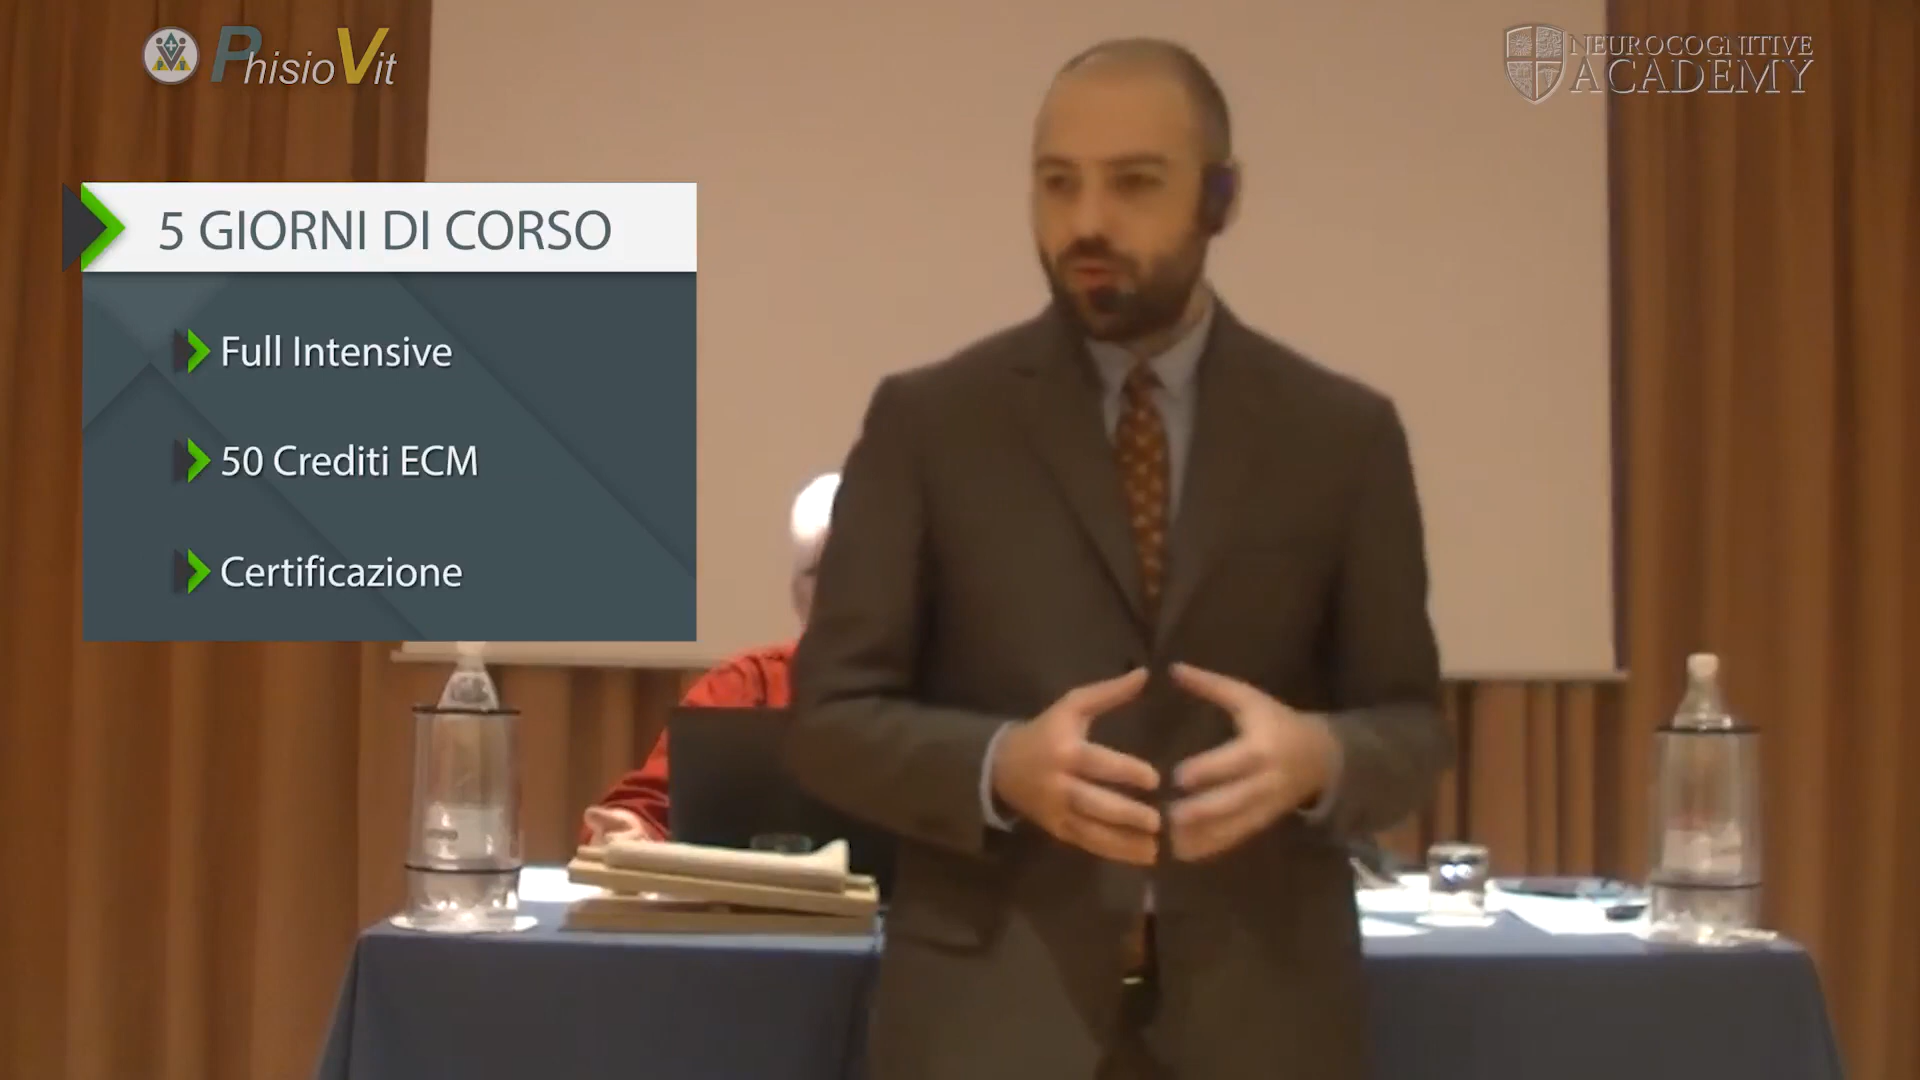 PhisioVit
NEUROCOGNITIVE
ACADEMY
5 GIORNI DI CORSO
Full Intensive
50 Crediti ECM
Certificazione